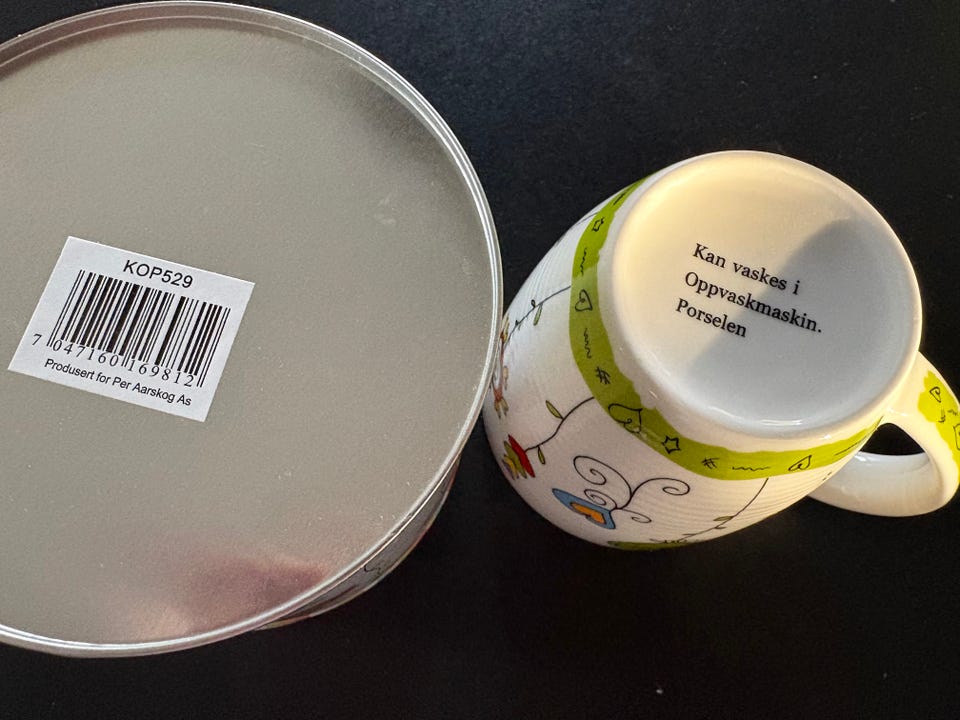 KOP529
7 047160 169812
Produsert for Per Aarskog As
Kan vaskes i
Oppvaskmaskin.
Porselen